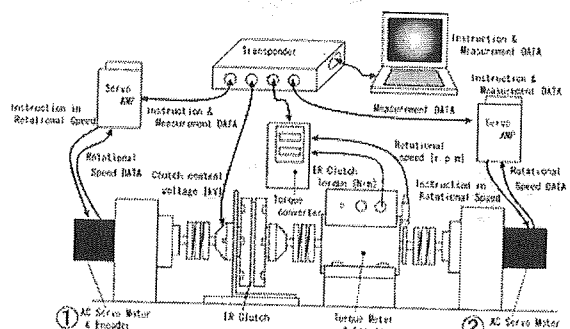 Transponder
Instruction &
Measurement DATA
Servo
AMP
Instruction in
Rotational Speed
Instruction &
Measurement DATA
Rotational
Speed DATA
Clutch control
voltage [kV]
Measurement DATA
Instruction &
Measurement DATA
Servo
AMP
Rotational
speed [r.p.m]
ER Clutch
Torque [N·m]
Torque
converter
Instruction in
Rotational Speed
Rotational
Speed DATA
① AC Servo Motor
& Encoder
ER Clutch
Torque Meter
② AC Servo Motor